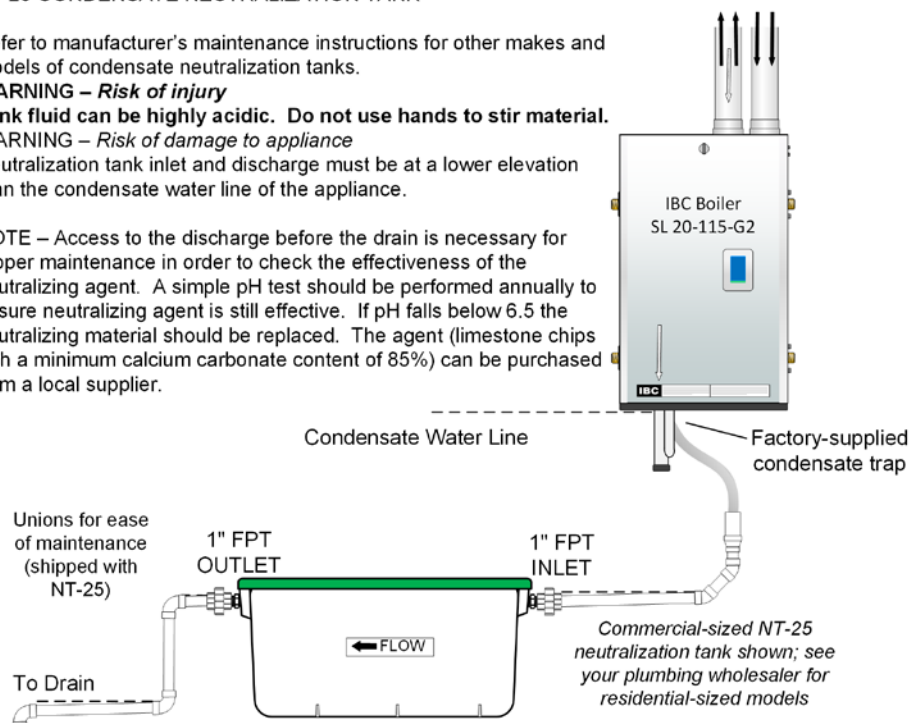 CONDENSATE NEUTRALIZATION TANK
fer to manufacturer's maintenance instructions for other makes and
odels of condensate neutralization tanks.
ARNING – Risk of injury
nk fluid can be highly acidic. Do not use hands to stir material.
ARNING – Risk of damage to appliance
utralization tank inlet and discharge must be at a lower elevation
an the condensate water line of the appliance.
OTE – Access to the discharge before the drain is necessary for
oper maintenance in order to check the effectiveness of the
utralizing agent. A simple pH test should be performed annually to
sure neutralizing agent is still effective. If pH falls below 6.5 the
utralizing material should be replaced. The agent (limestone chips
h a minimum calcium carbonate content of 85%) can be purchased
m a local supplier.
IBC Boiler
SL 20-115-G2
IBC
Condensate Water Line
Factory-supplied
condensate trap
Unions for ease
of maintenance
(shipped with
NT-25)
1" FPT
OUTLET
1" FPT
INLET
FLOW
Commercial-sized NT-25
neutralization tank shown; see
your plumbing wholesaler for
residential-sized models
To Drain